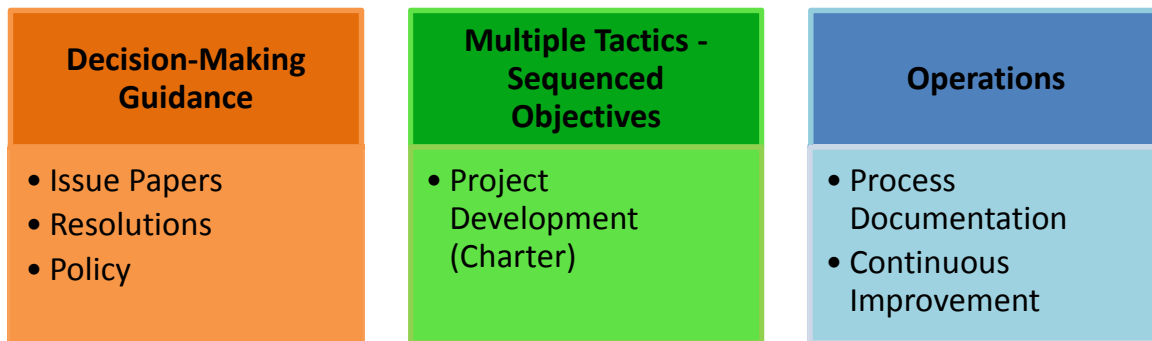 Decision-Making
Guidance
• Issue Papers
• Resolutions
• Policy
Multiple Tactics -
Sequenced
Objectives
• Project
Development
(Charter)
Operations
• Process
Documentation
• Continuous
Improvement